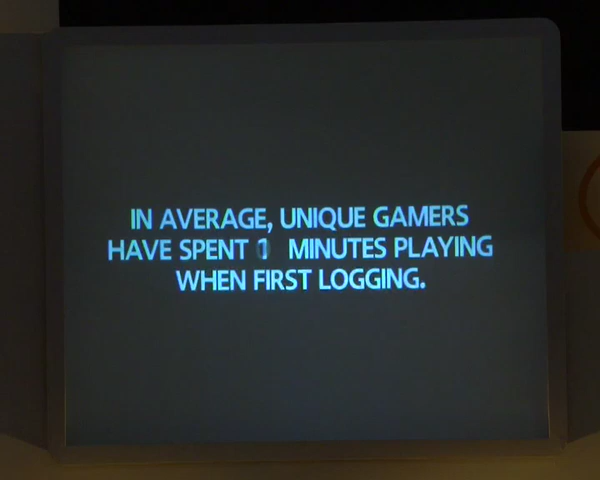 IN AVERAGE, UNIQUE GAMERS
HAVE SPENT MINUTES PLAYING
WHEN FIRST LOGGING.